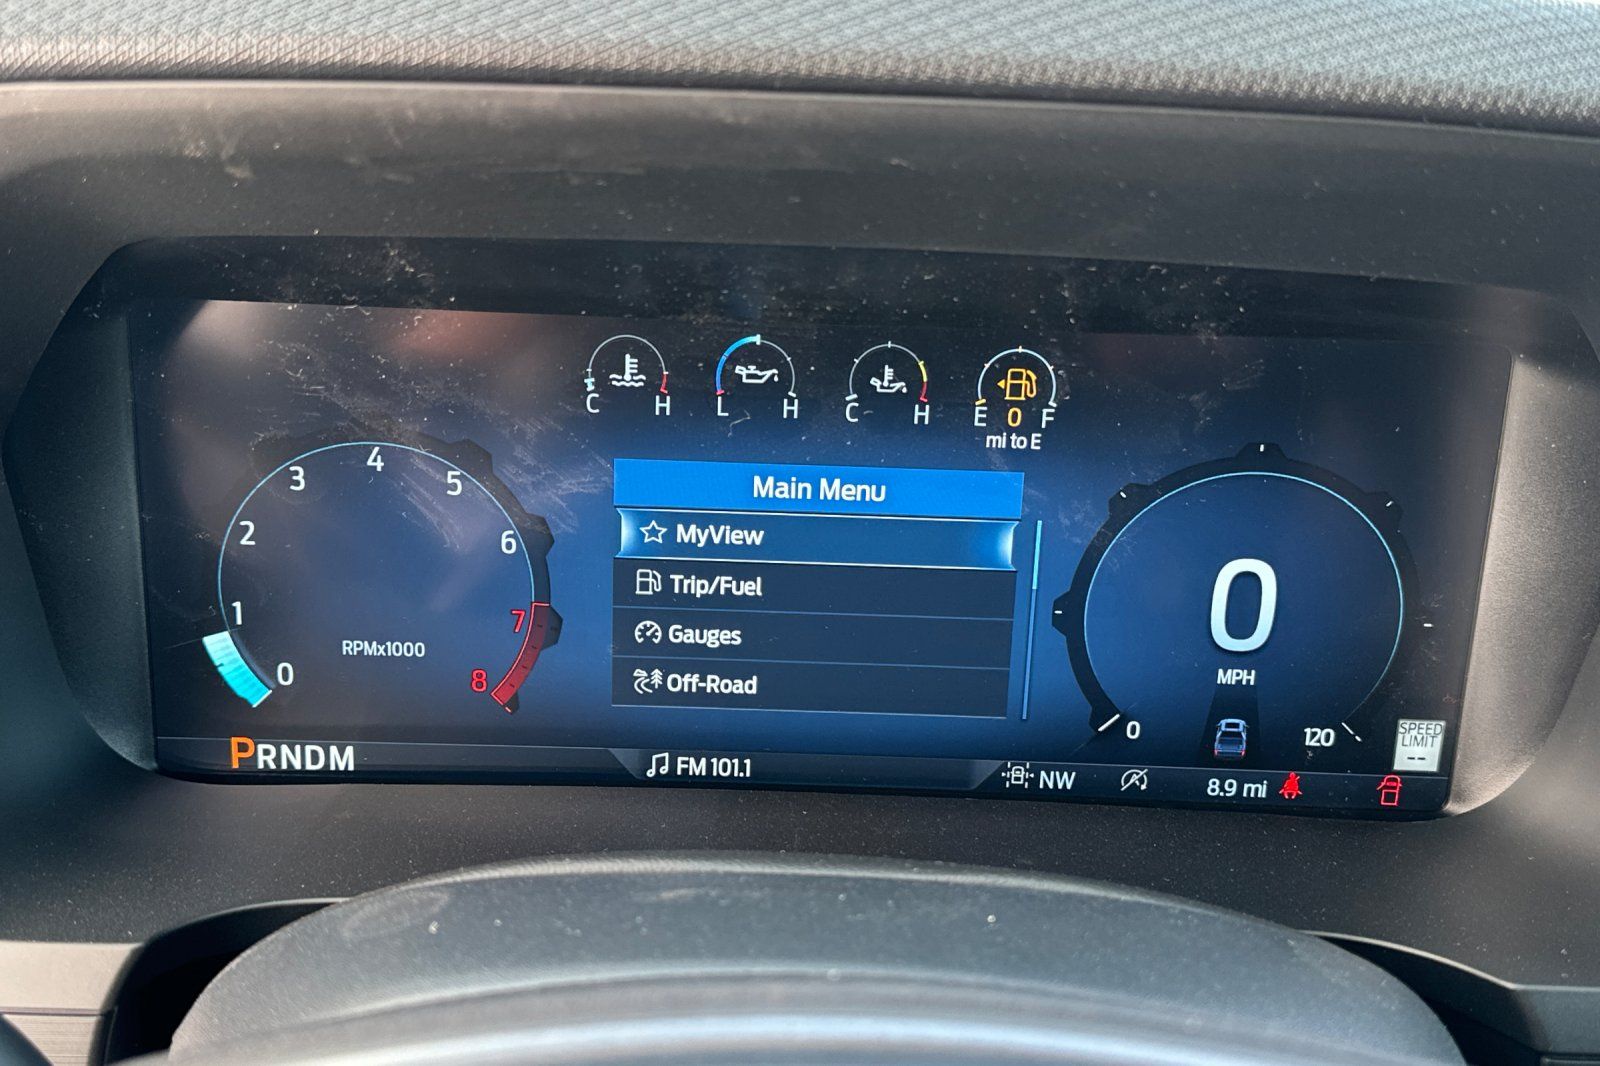 C H
L H
C H
E 0 F
mi to E
Main Menu
MyView
Trip/Fuel
Gauges
Off-Road
0
1
2
3
4
5
6
7
8
RPMx1000
0
MPH
0
120
SPEED
LIMIT
--
PRNDM
FM 101.1
NW
8.9 mi